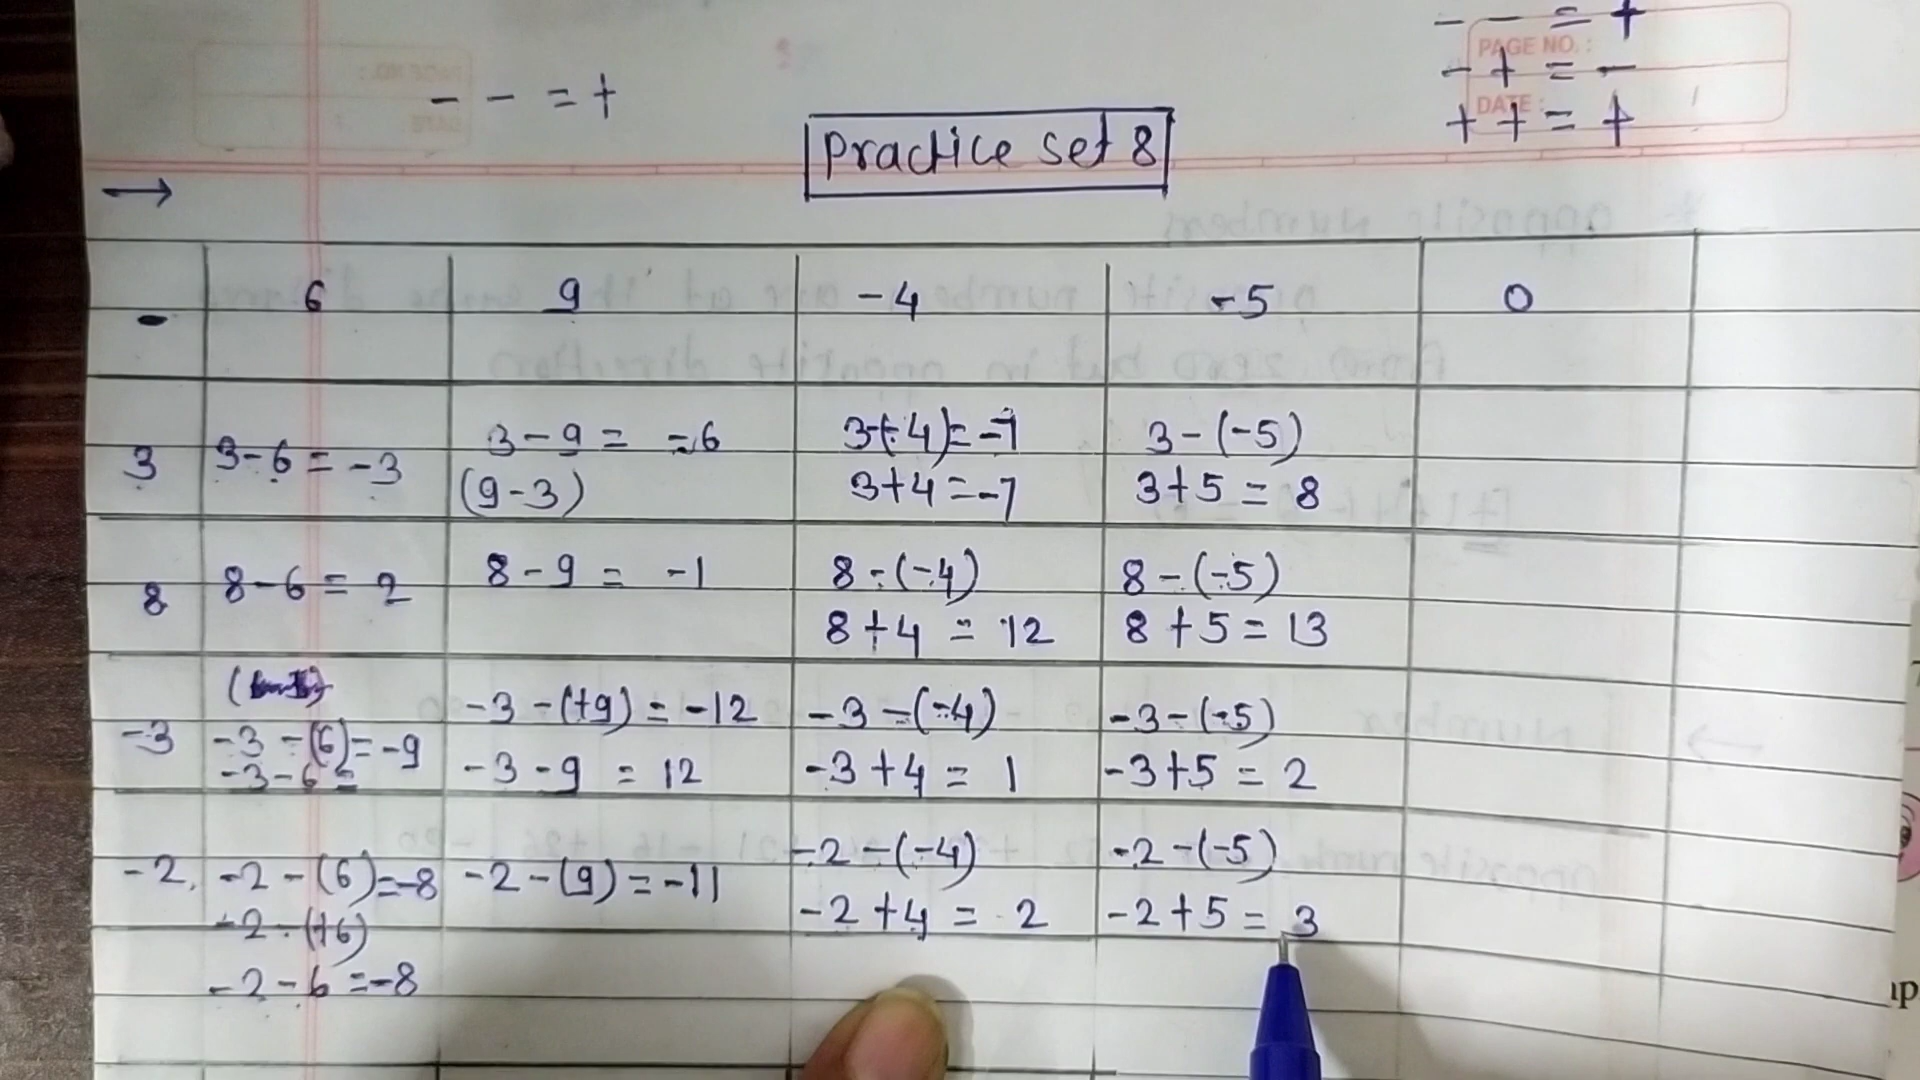 - - = +
PAGE NO. :
- + = -
DATE :
+ + = +
- - = +
Practice set 8
→
- 6 9 -4 -5 0
3 3-6 = -3 3-9 = -6 3-(-4) = -7 3-(-5)
(9-3) 3+4 = -7 3+5 = 8
8 8-6 = 2 8-9 = -1 8-(-4) 8-(-5)
8+4 = 12 8+5 = 13
-3 -3-(6) = -9 -3-(+9) = -12 -3-(-4) -3-(-5)
-3-6 = -3-9 = 12 -3+4 = 1 -3+5 = 2
-2. -2-(6) = -8 -2-(9) = -11 -2-(-4) -2-(-5)
-2-(+6) -2+4 = 2 -2+5 = 3
-2-6 = -8